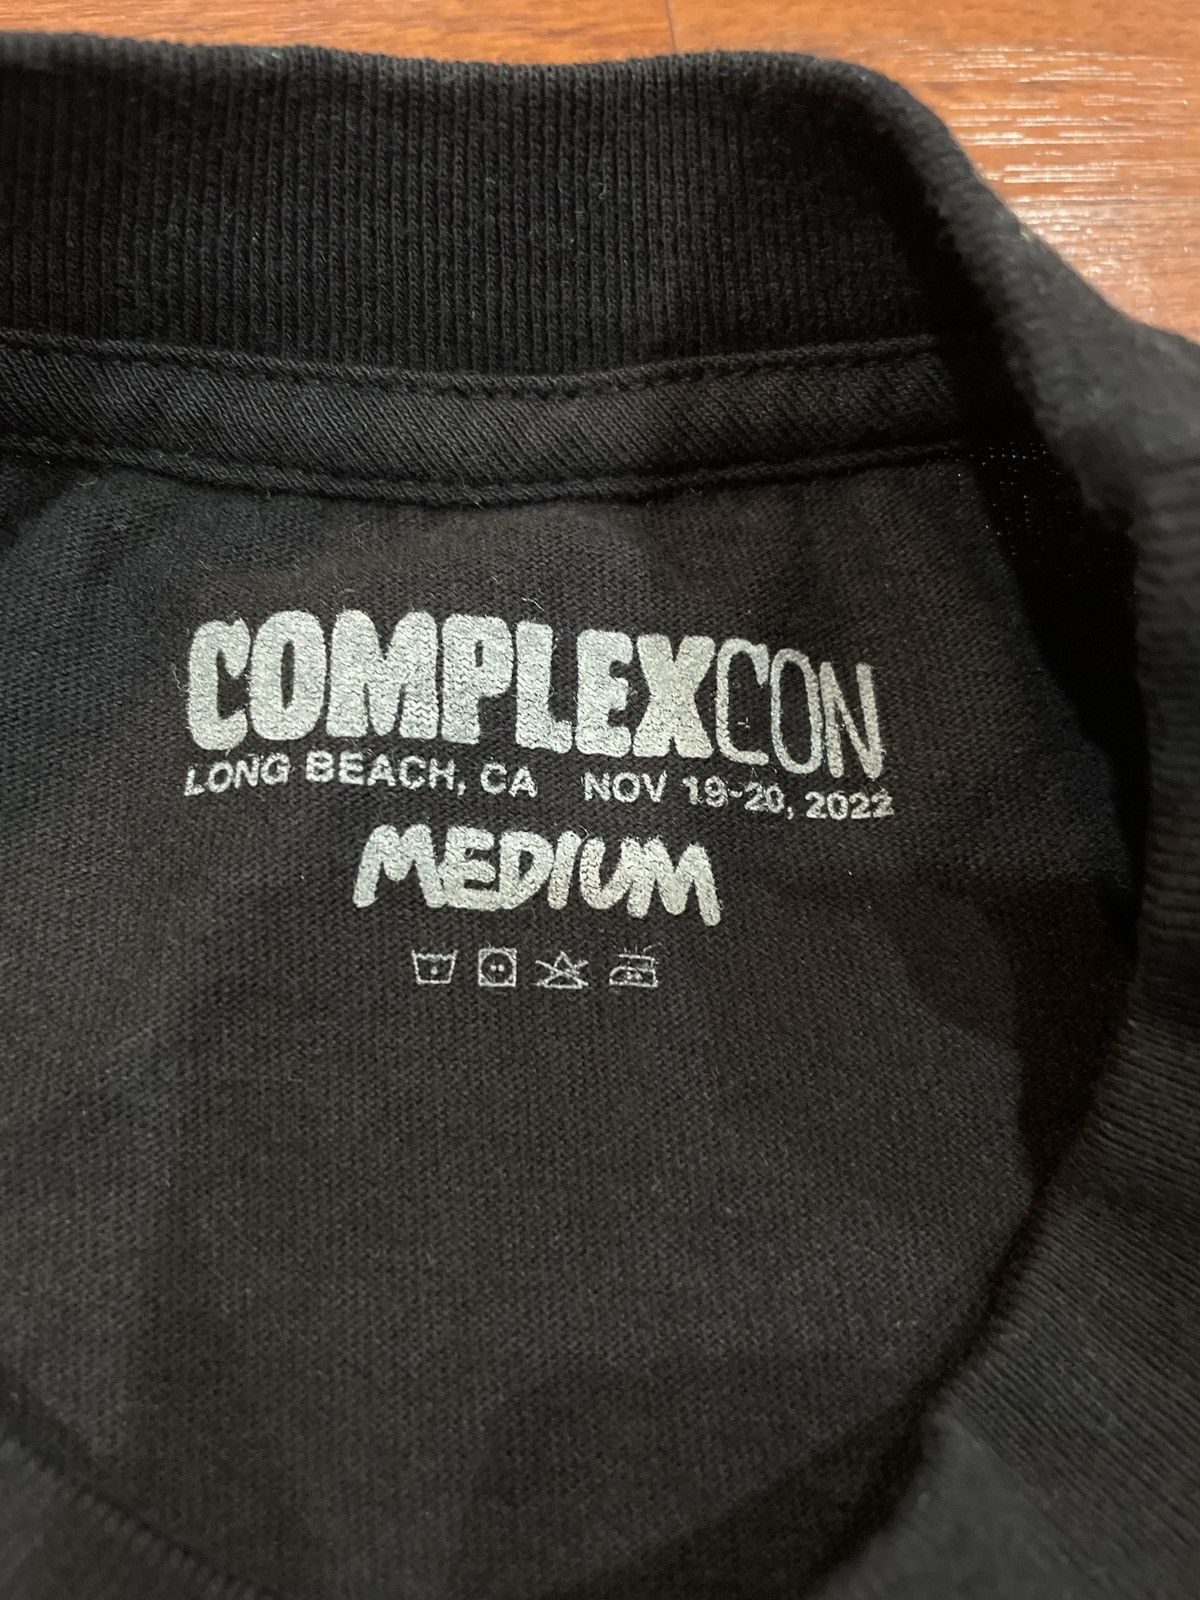 COMPLEXCON
LONG BEACH, CA NOV 19-20, 2022
MEDIUM